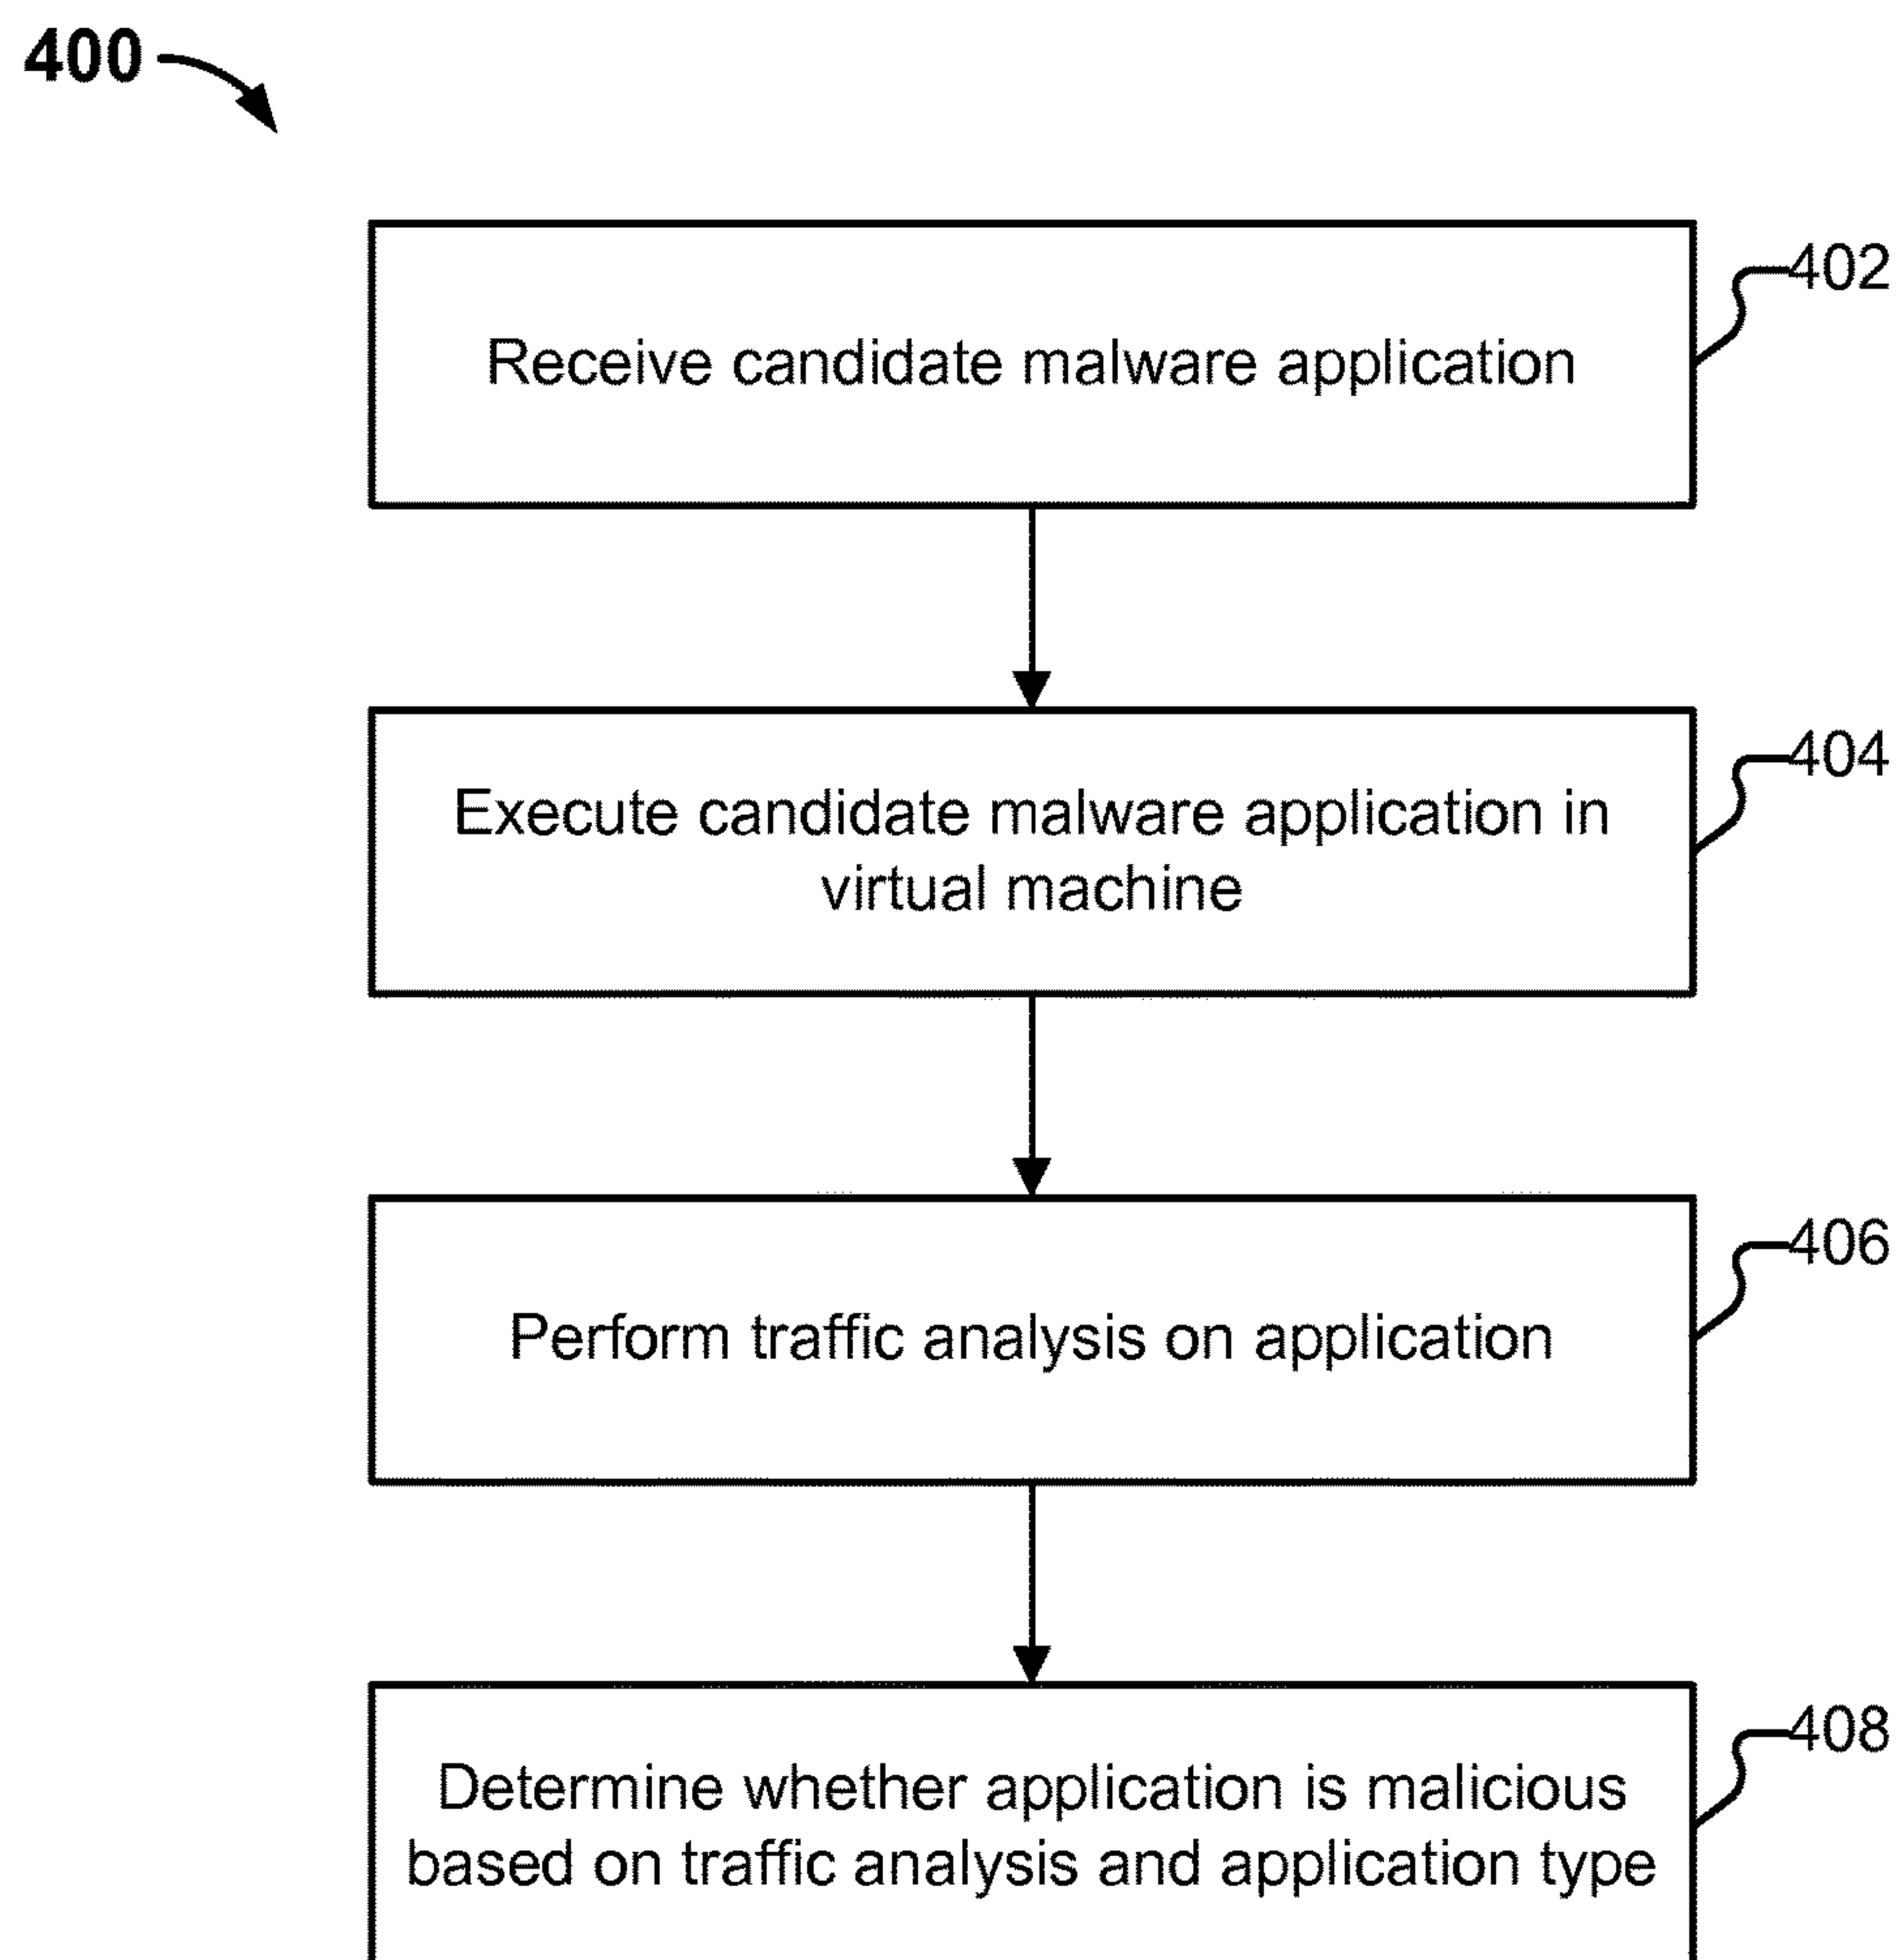 400
Receive candidate malware application
402
Execute candidate malware application in
virtual machine
404
Perform traffic analysis on application
406
Determine whether application is malicious
based on traffic analysis and application type
408